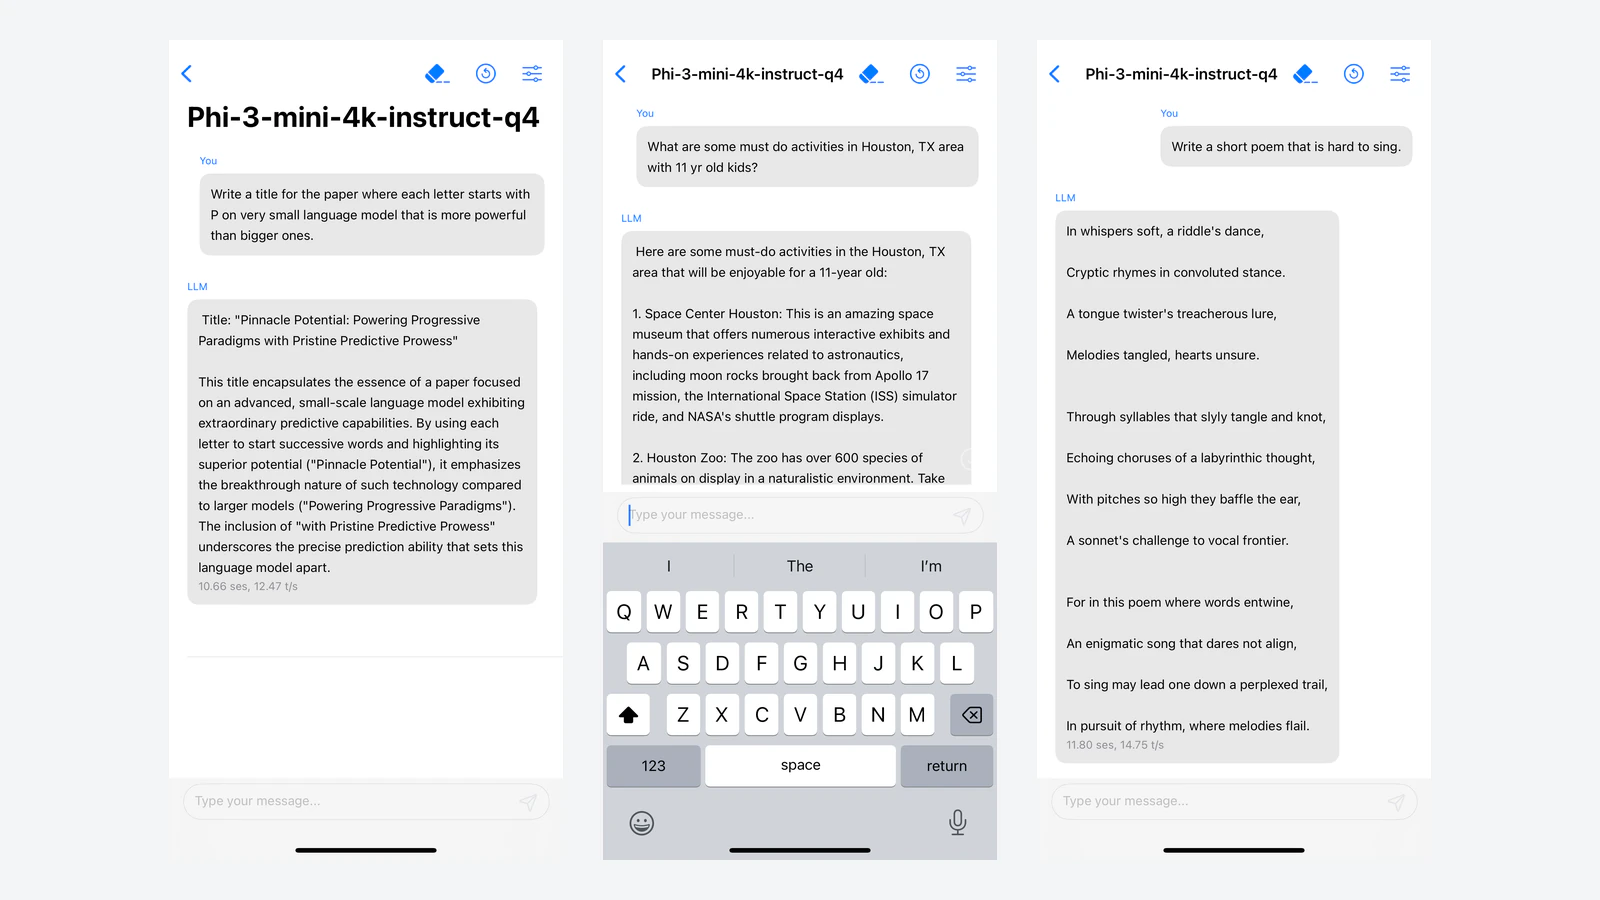 Phi-3-mini-4k-instruct-q4
You
Write a title for the paper where each letter starts with
P on very small language model that is more powerful
than bigger ones.
LLM
Title: "Pinnacle Potential: Powering Progressive
Paradigms with Pristine Predictive Prowess"
This title encapsulates the essence of a paper focused
on an advanced, small-scale language model exhibiting
extraordinary predictive capabilities. By using each
letter to start successive words and highlighting its
superior potential ("Pinnacle Potential"), it emphasizes
the breakthrough nature of such technology compared
to larger models ("Powering Progressive Paradigms").
The inclusion of "with Pristine Predictive Prowess"
underscores the precise prediction ability that sets this
language model apart.
10.66 ses, 12.47 t/s
Type your message...
Phi-3-mini-4k-instruct-q4
You
What are some must do activities in Houston, TX area
with 11 yr old kids?
LLM
Here are some must-do activities in the Houston, TX
area that will be enjoyable for a 11-year old:
1. Space Center Houston: This is an amazing space
museum that offers numerous interactive exhibits and
hands-on experiences related to astronautics,
including moon rocks brought back from Apollo 17
mission, the International Space Station (ISS) simulator
ride, and NASA's shuttle program displays.
2. Houston Zoo: The zoo has over 600 species of
animals on display in a naturalistic environment. Take
Type your message...
I The I'm
Q W E R T Y U I O P
A S D F G H J K L
Z X C V B N M
123 space return
Phi-3-mini-4k-instruct-q4
You
Write a short poem that is hard to sing.
LLM
In whispers soft, a riddle's dance,
Cryptic rhymes in convoluted stance.
A tongue twister's treacherous lure,
Melodies tangled, hearts unsure.
Through syllables that slyly tangle and knot,
Echoing choruses of a labyrinthic thought,
With pitches so high they baffle the ear,
A sonnet's challenge to vocal frontier.
For in this poem where words entwine,
An enigmatic song that dares not align,
To sing may lead one down a perplexed trail,
In pursuit of rhythm, where melodies flail.
11.80 ses, 14.75 t/s
Type your message...